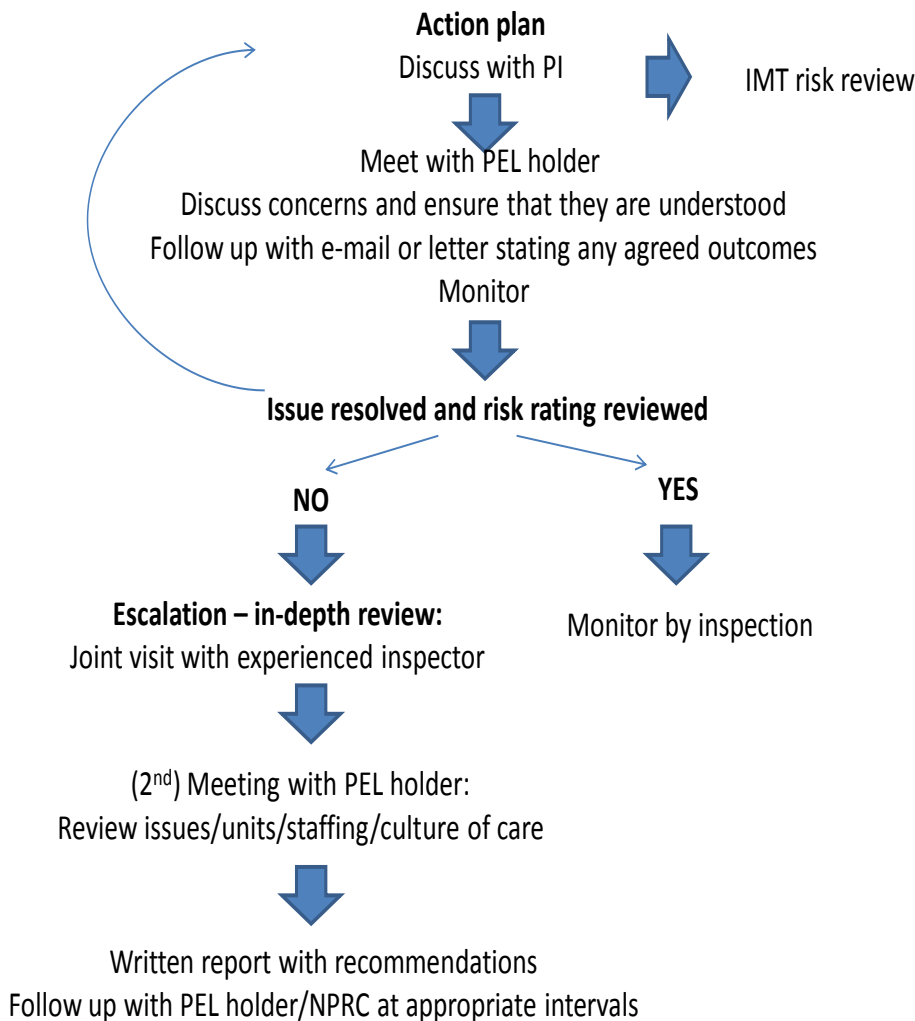 Action plan
Discuss with PI
IMT risk review
Meet with PEL holder
Discuss concerns and ensure that they are understood
Follow up with e-mail or letter stating any agreed outcomes
Monitor
Issue resolved and risk rating reviewed
NO
YES
Escalation – in-depth review:
Joint visit with experienced inspector
Monitor by inspection
(2nd) Meeting with PEL holder:
Review issues/units/staffing/culture of care
Written report with recommendations
Follow up with PEL holder/NPRC at appropriate intervals